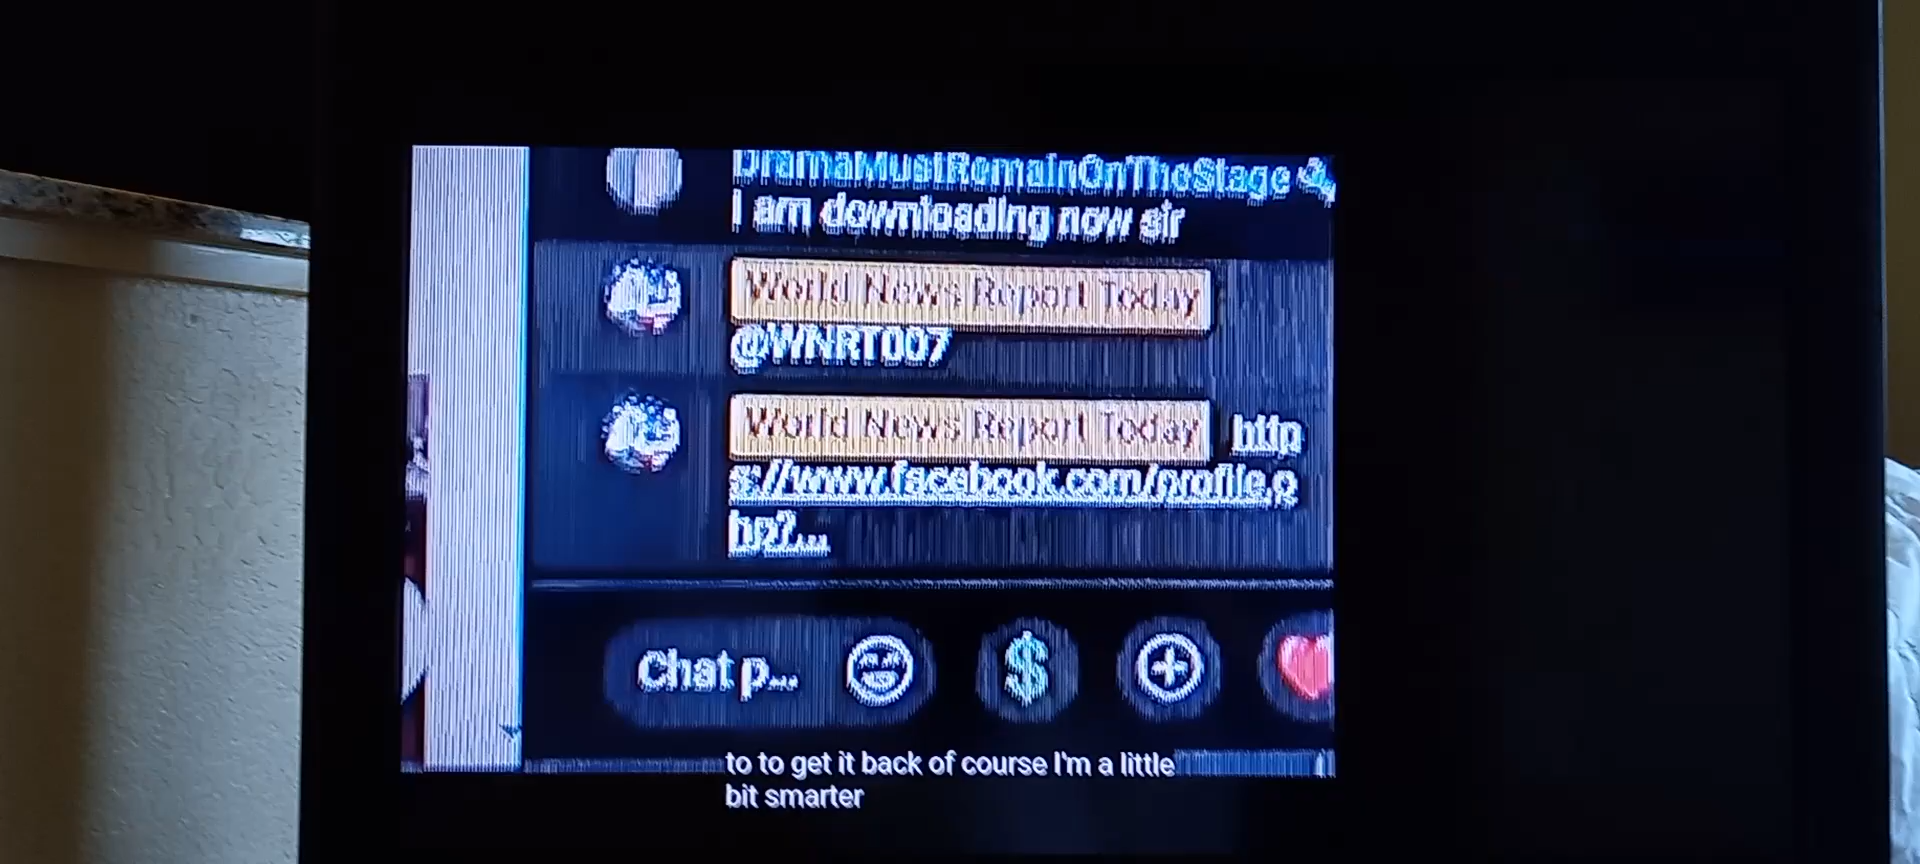 DramaMustRemainOnTheStage
I am downloading now sir
World News Report Today
@WNRT007
World News Report Today http
s://www.facebook.com/profile.p
hp?...
Chat p...
$
to to get it back of course I'm a little
bit smarter